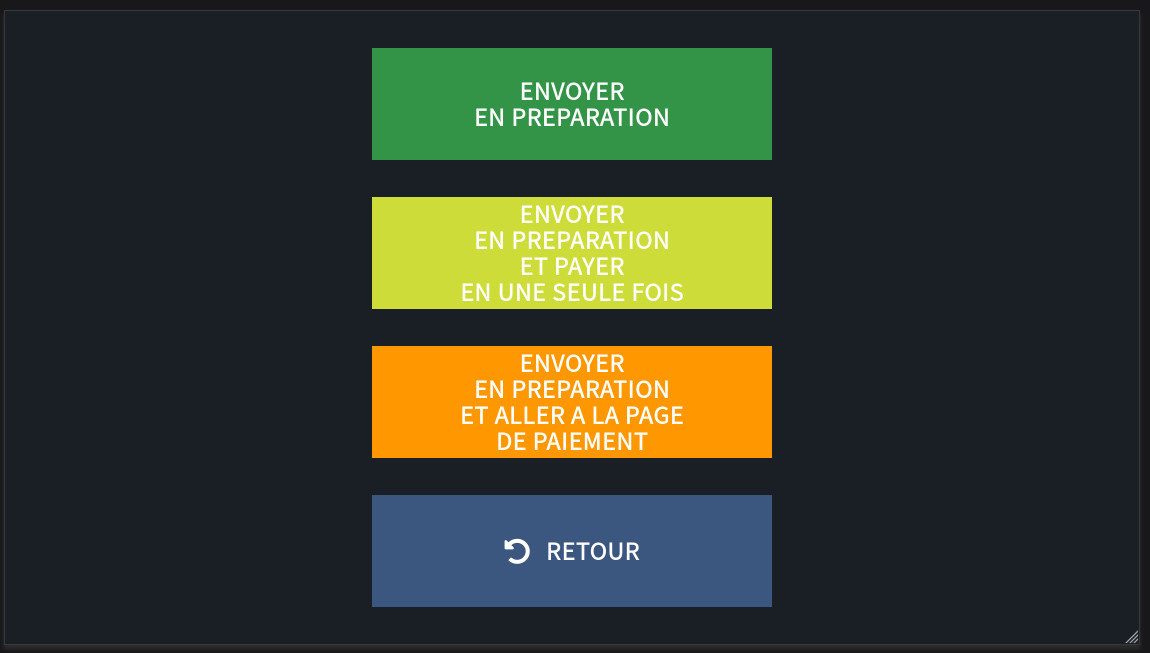 ENVOYER
EN PREPARATION
ENVOYER
EN PREPARATION
ET PAYER
EN UNE SEULE FOIS
ENVOYER
EN PREPARATION
ET ALLER A LA PAGE
DE PAIEMENT
RETOUR